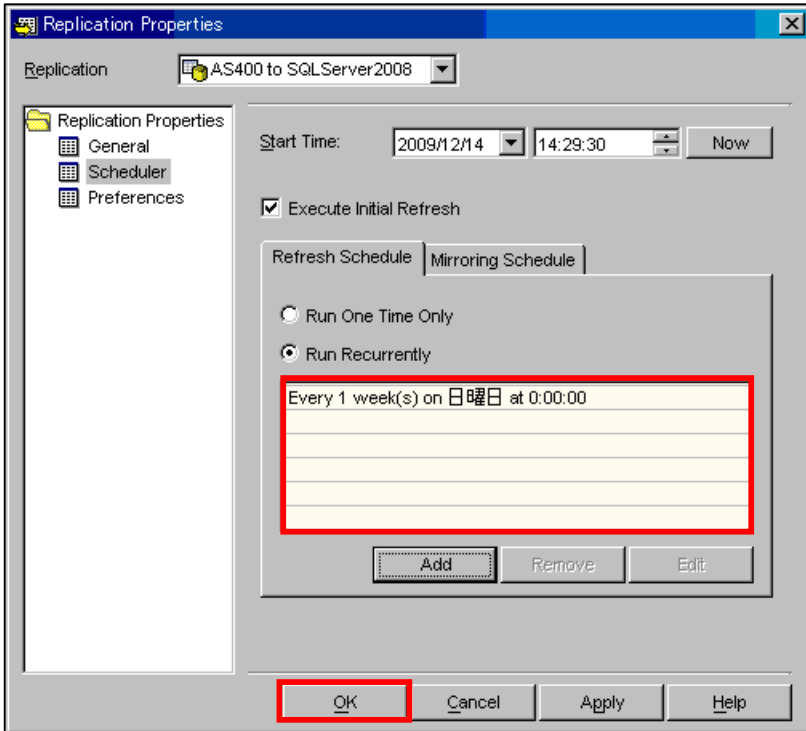 Replication Properties
Replication AS400 to SQLServer2008
Replication Properties
General
Scheduler
Preferences
Start Time: 2009/12/14 14:29:30 Now
Execute Initial Refresh
Refresh Schedule Mirroring Schedule
Run One Time Only
Run Recurrently
Every 1 week(s) on 日曜日 at 0:00:00
Add Remove Edit
OK Cancel Apply Help